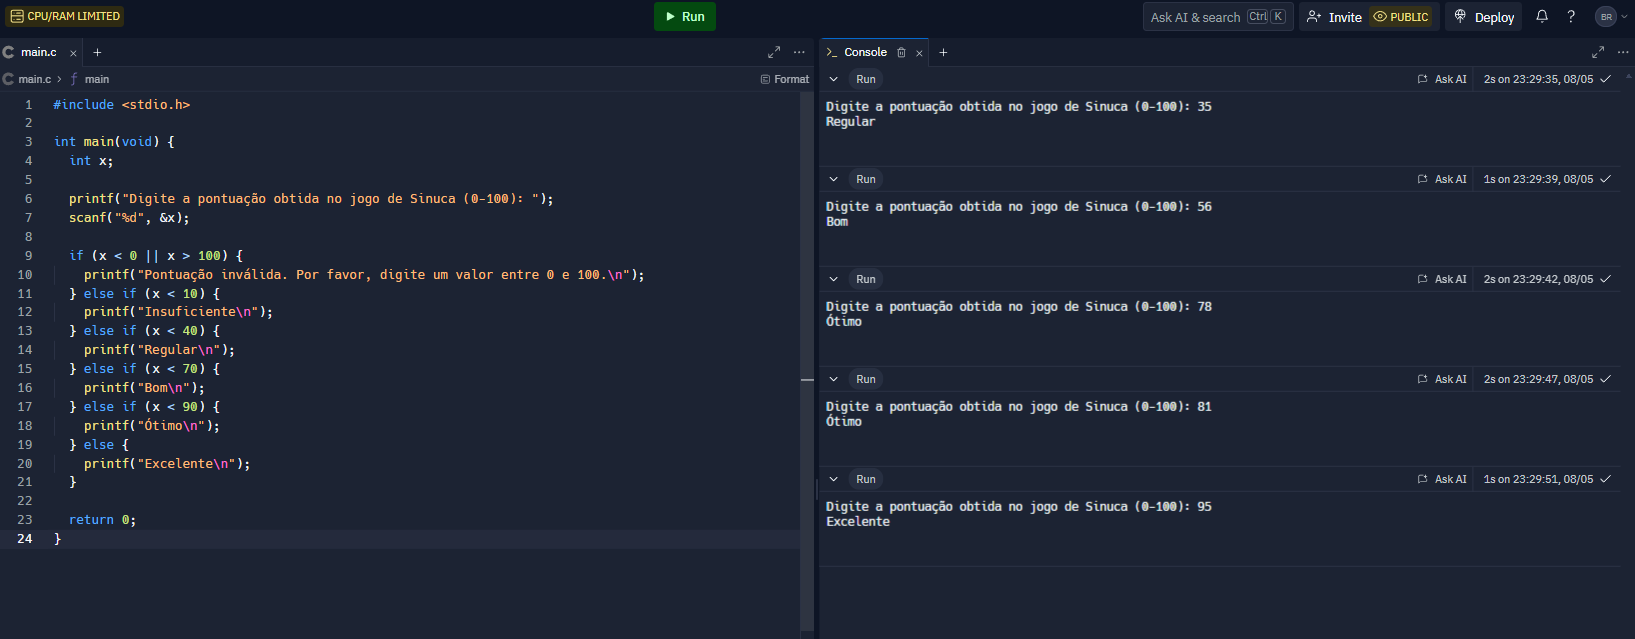 CPU/RAM LIMITED
Run
Ask AI & search Ctrl K
Invite
PUBLIC
Deploy
?
BR
main.c
main.c > ƒ main
Format
1 #include <stdio.h>
2
3 int main(void) {
4 int x;
5
6 printf("Digite a pontuação obtida no jogo de Sinuca (0-100): ");
7 scanf("%d", &x);
8
9 if (x < 0 || x > 100) {
10 printf("Pontuação inválida. Por favor, digite um valor entre 0 e 100.\n");
11 } else if (x < 10) {
12 printf("Insuficiente\n");
13 } else if (x < 40) {
14 printf("Regular\n");
15 } else if (x < 70) {
16 printf("Bom\n");
17 } else if (x < 90) {
18 printf("Ótimo\n");
19 } else {
20 printf("Excelente\n");
21 }
22
23 return 0;
24 }
Console
Run Ask AI 2s on 23:29:35, 08/05
Digite a pontuação obtida no jogo de Sinuca (0-100): 35
Regular
Run Ask AI 1s on 23:29:39, 08/05
Digite a pontuação obtida no jogo de Sinuca (0-100): 56
Bom
Run Ask AI 2s on 23:29:42, 08/05
Digite a pontuação obtida no jogo de Sinuca (0-100): 78
Ótimo
Run Ask AI 2s on 23:29:47, 08/05
Digite a pontuação obtida no jogo de Sinuca (0-100): 81
Ótimo
Run Ask AI 1s on 23:29:51, 08/05
Digite a pontuação obtida no jogo de Sinuca (0-100): 95
Excelente